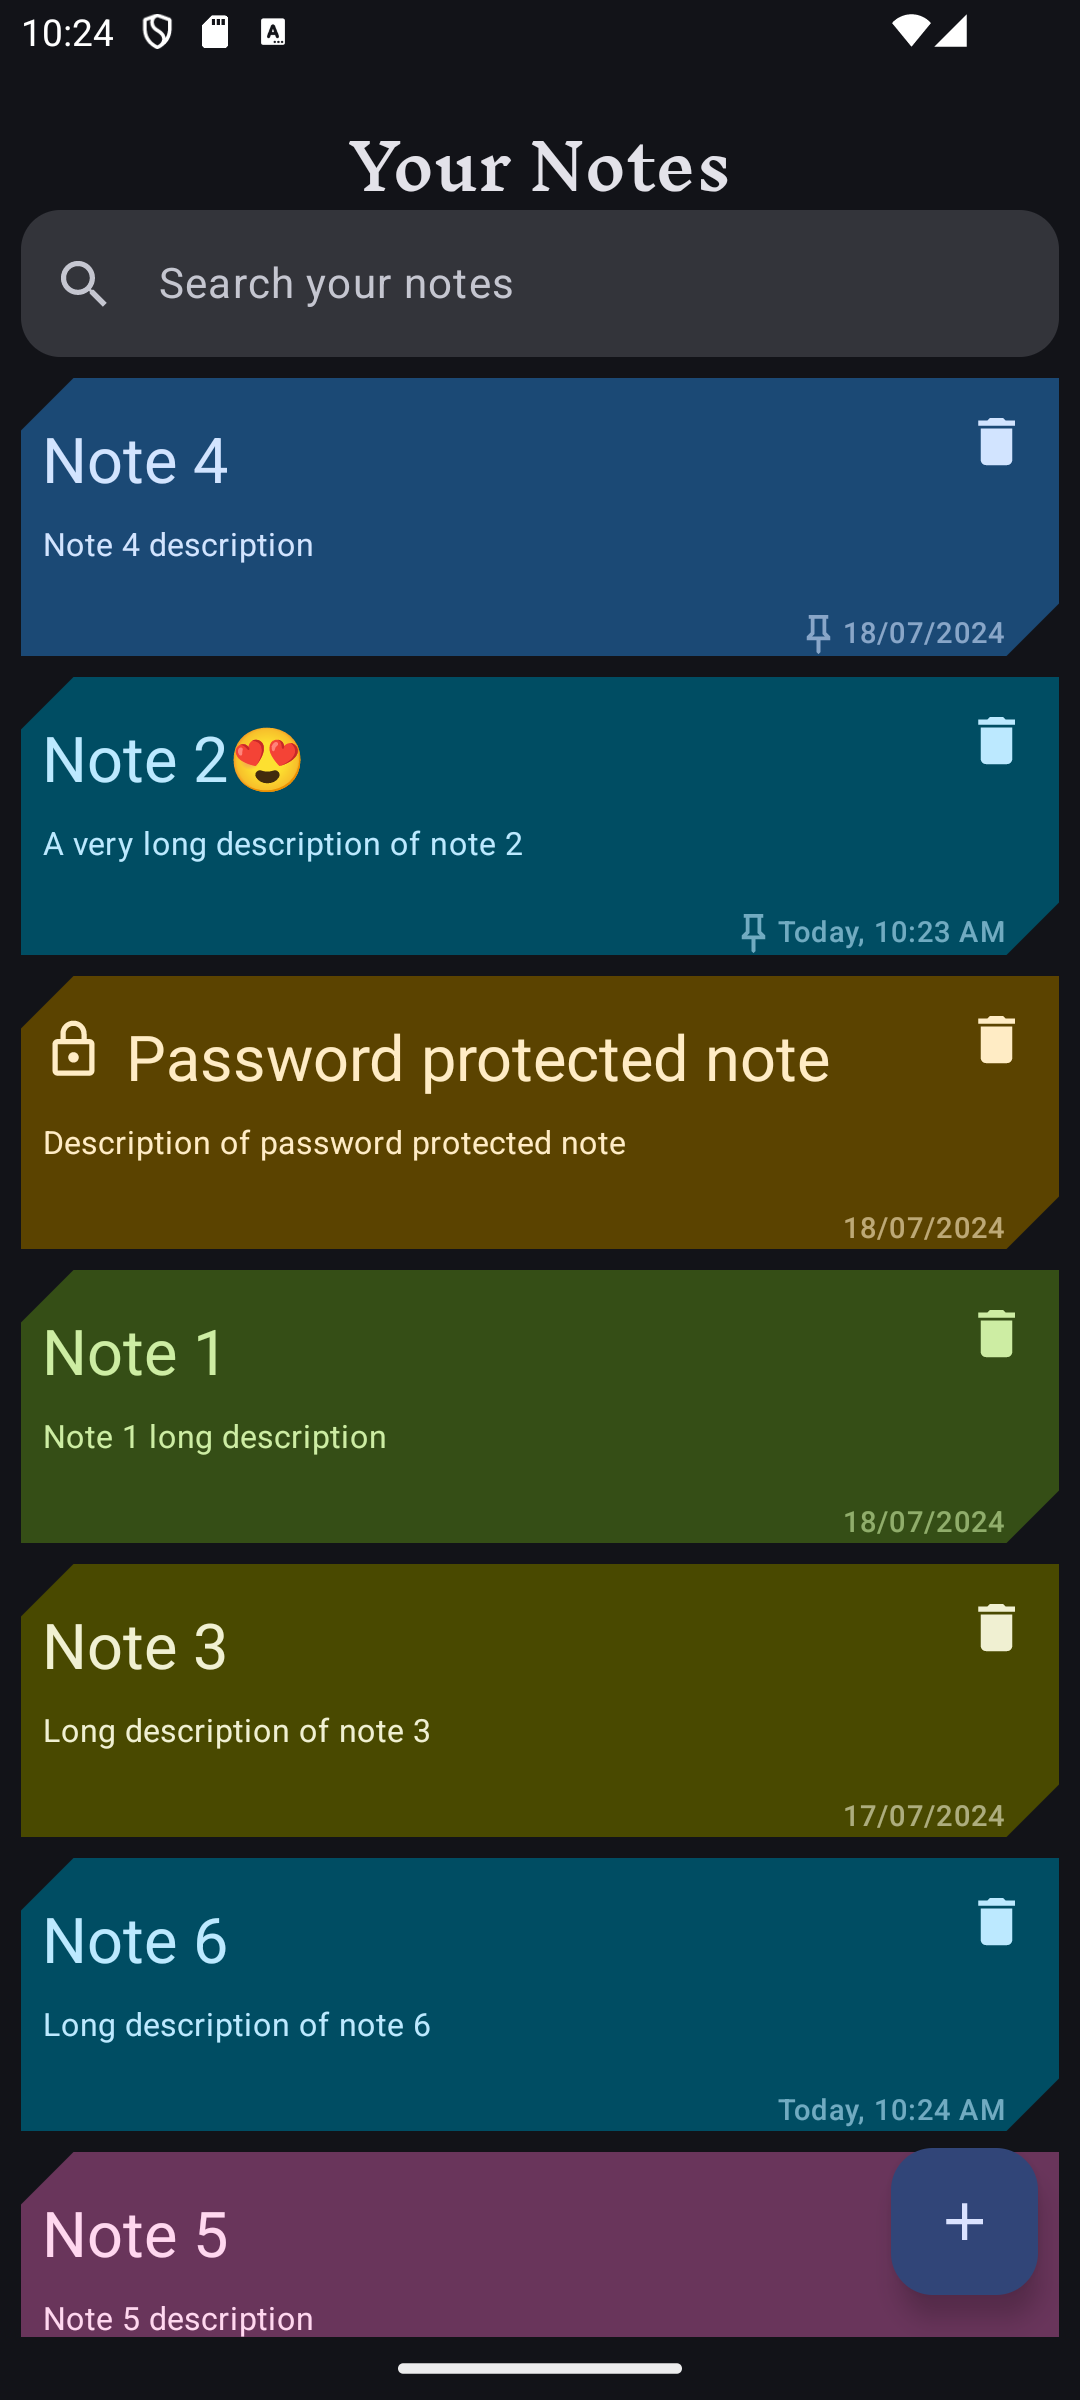 10:24
Your Notes
Search your notes
Note 4
Note 4 description
18/07/2024
Note 2😍
A very long description of note 2
Today, 10:23 AM
Password protected note
Description of password protected note
18/07/2024
Note 1
Note 1 long description
18/07/2024
Note 3
Long description of note 3
17/07/2024
Note 6
Long description of note 6
Today, 10:24 AM
Note 5
Note 5 description